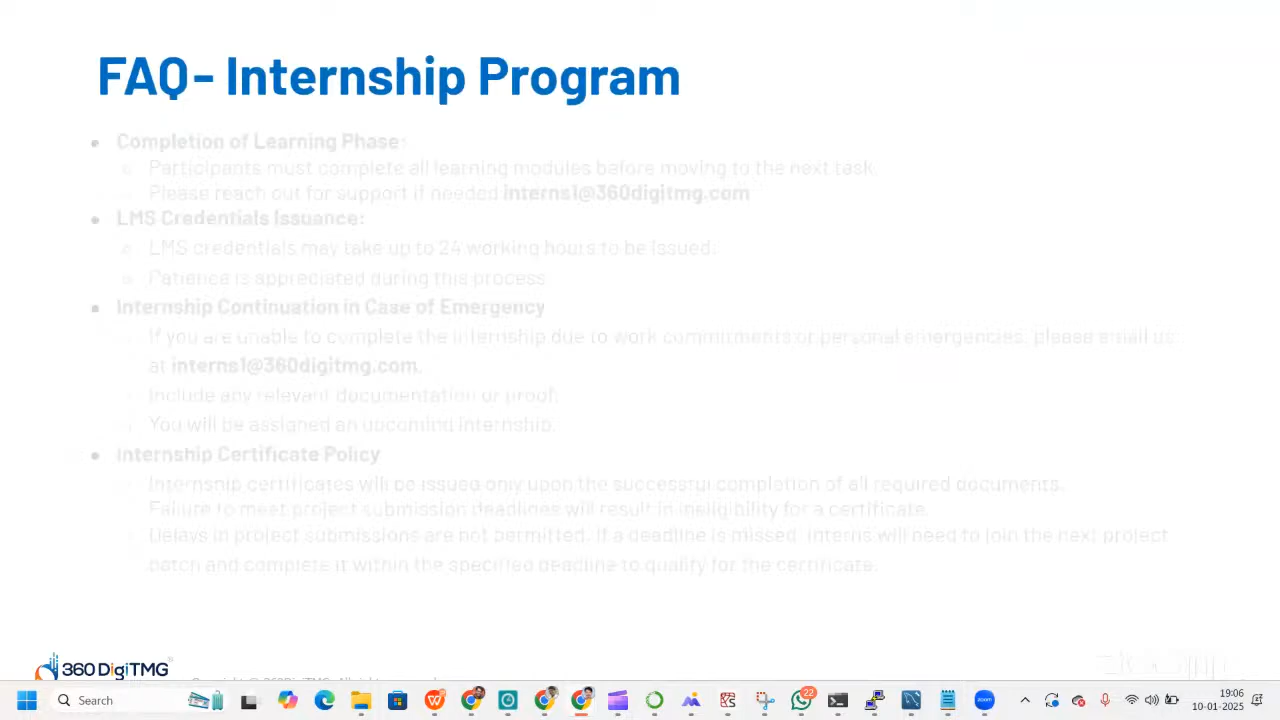 FAQ- Internship Program
• Completion of Learning Phase:
Participants must complete all learning modules before moving to the next task.
Please reach out for support if needed interns1@360digitmg.com
• LMS Credentials Issuance:
LMS credentials may take up to 24 working hours to be issued.
Patience is appreciated during this process
• Internship Continuation in Case of Emergency
If you are unable to complete the internship due to work commitments or personal emergencies, please email us
at interns1@360digitmg.com.
Include any relevant documentation or proof.
You will be assigned an upcoming internship.
• Internship Certificate Policy
Internship certificates will be issued only upon the successful completion of all required documents.
Failure to meet project submission deadlines will result in ineligibility for a certificate.
Delays in project submissions are not permitted. If a deadline is missed, interns will need to join the next project
batch and complete it within the specified deadline to qualify for the certificate.
360DigiTMG
Search
22
zoom
19:06
10-01-2025